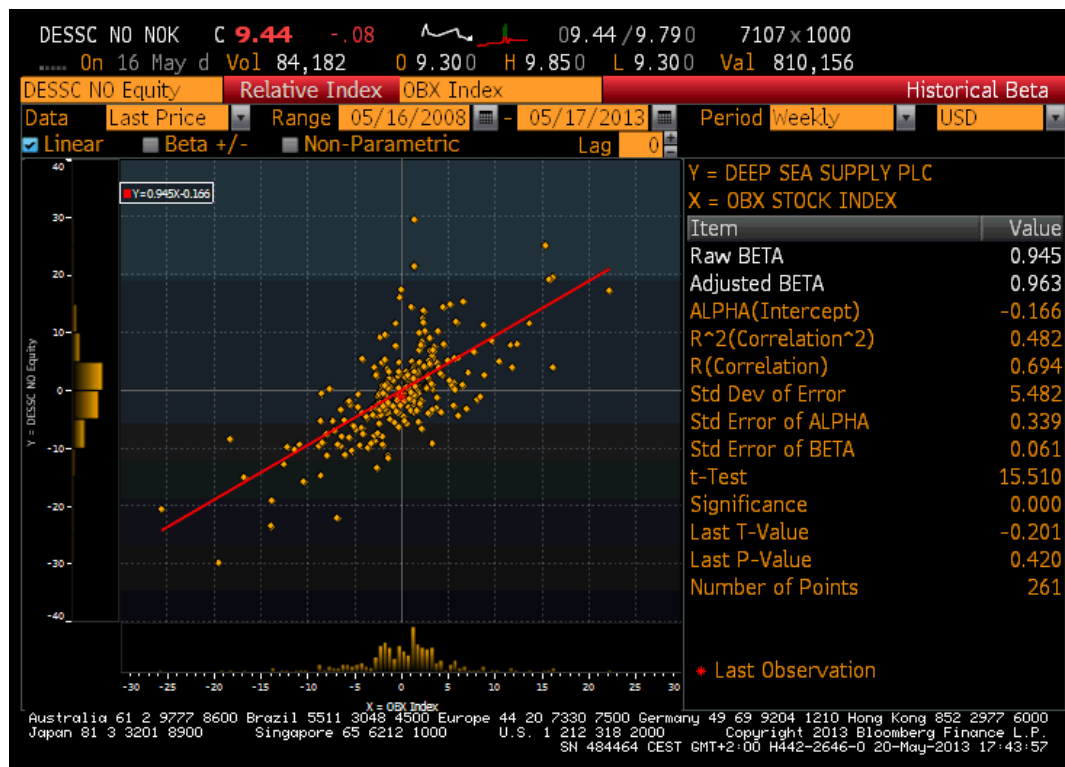 DESSC NO NOK C 9.44 -.08 09.44/9.790 7107x1000
On 16 May d Vol 84,182 O 9.300 H 9.850 L 9.300 Val 810,156
DESSC NO Equity Relative Index OBX Index Historical Beta
Data Last Price Range 05/16/2008 - 05/17/2013 Period Weekly USD
Linear Beta +/- Non-Parametric Lag 0
Y = DEEP SEA SUPPLY PLC
X = OBX STOCK INDEX
Item Value
Raw BETA 0.945
Adjusted BETA 0.963
ALPHA(Intercept) -0.166
R^2(Correlation^2) 0.482
R(Correlation) 0.694
Std Dev of Error 5.482
Std Error of ALPHA 0.339
Std Error of BETA 0.061
t-Test 15.510
Significance 0.000
Last T-Value -0.201
Last P-Value 0.420
Number of Points 261
* Last Observation
Y=0.945X-0.166
40
30
20
10
0
-10
-20
-30
-40
Y = DESSC NO Equity
-30 -25 -20 -15 -10 -5 0 5 10 15 20 25 30
X = OBX Index
Australia 61 2 9777 8600 Brazil 5511 3048 4500 Europe 44 20 7330 7500 Germany 49 69 9204 1210 Hong Kong 852 2977 6000
Japan 81 3 3201 8900 Singapore 65 6212 1000 U.S. 1 212 318 2000 Copyright 2013 Bloomberg Finance L.P.
SN 484464 CEST GMT+2:00 H442-2646-0 20-May-2013 17:43:57